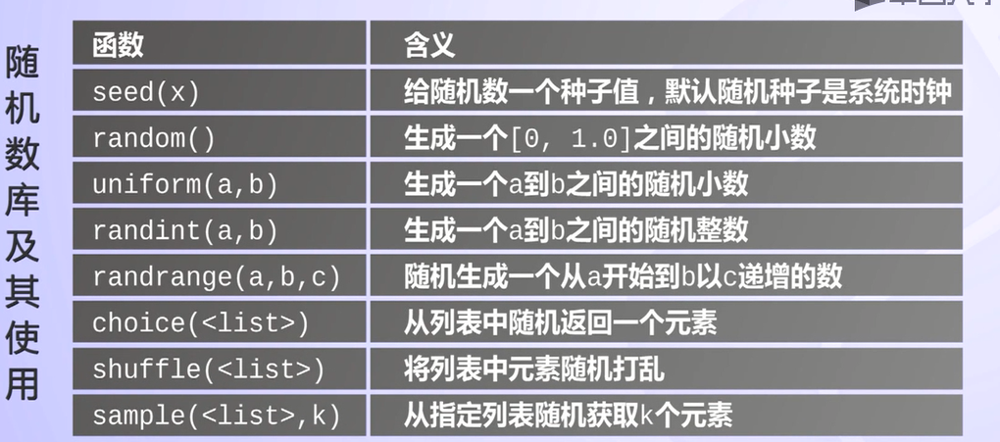 随机数库及其使用
函数 含义
seed(x) 给随机数一个种子值，默认随机种子是系统时钟
random() 生成一个[0, 1.0]之间的随机小数
uniform(a,b) 生成一个a到b之间的随机小数
randint(a,b) 生成一个a到b之间的随机整数
randrange(a,b,c) 随机生成一个从a开始到b以c递增的数
choice(<list>) 从列表中随机返回一个元素
shuffle(<list>) 将列表中元素随机打乱
sample(<list>,k) 从指定列表随机获取k个元素